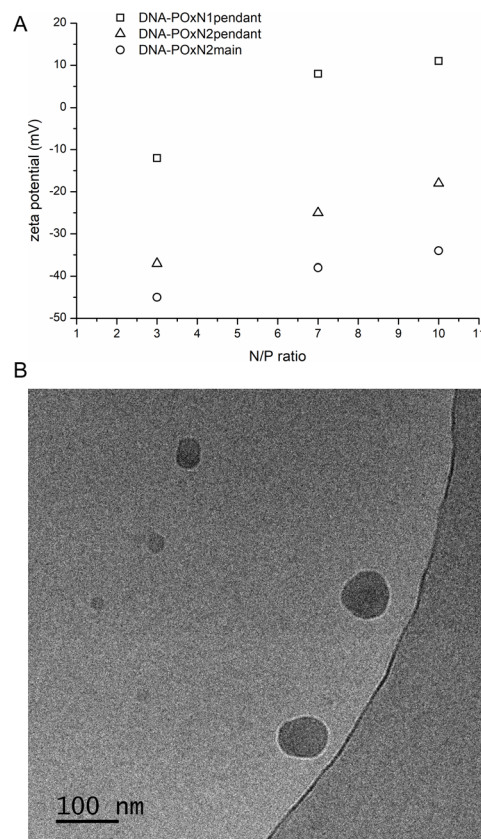 A
DNA-POxN1pendant
DNA-POxN2pendant
DNA-POxN2main
20
10
0
-10
-20
-30
-40
-50
zeta potential (mV)
1 2 3 4 5 6 7 8 9 10 11
N/P ratio
B
100 nm